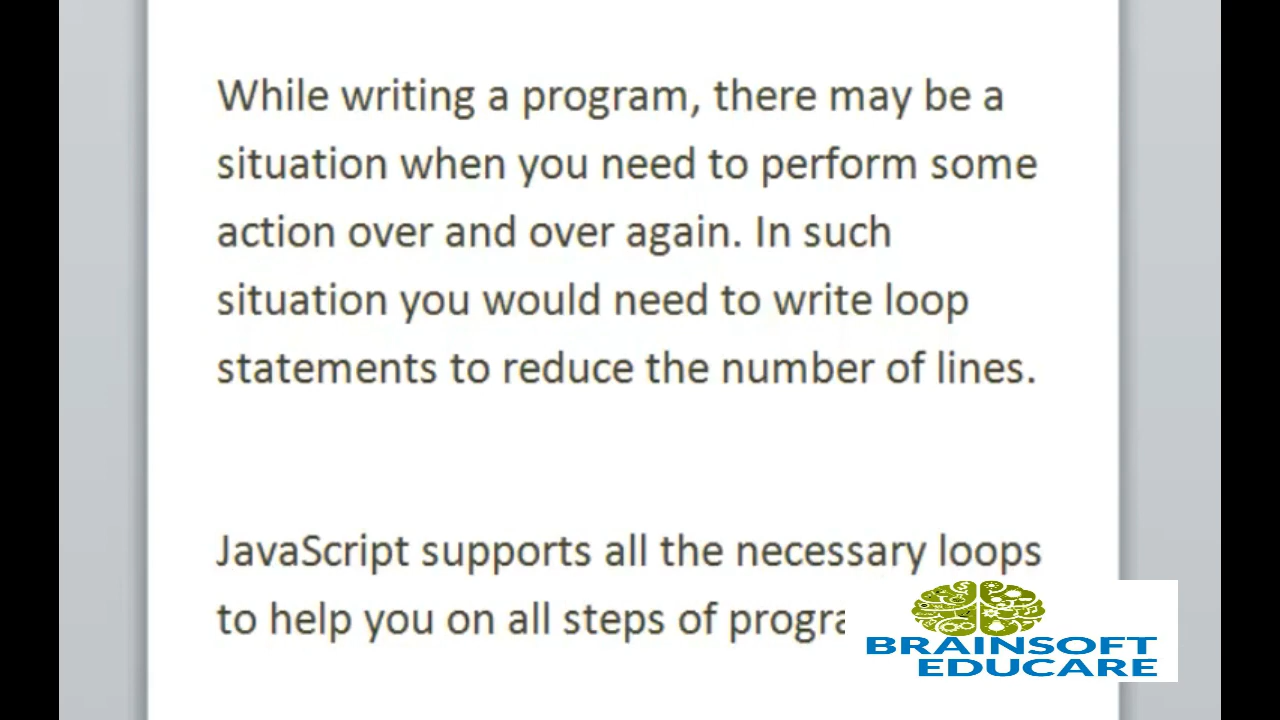 While writing a program, there may be a
situation when you need to perform some
action over and over again. In such
situation you would need to write loop
statements to reduce the number of lines.
JavaScript supports all the necessary loops
to help you on all steps of
BRAINSOFT
EDUCARE